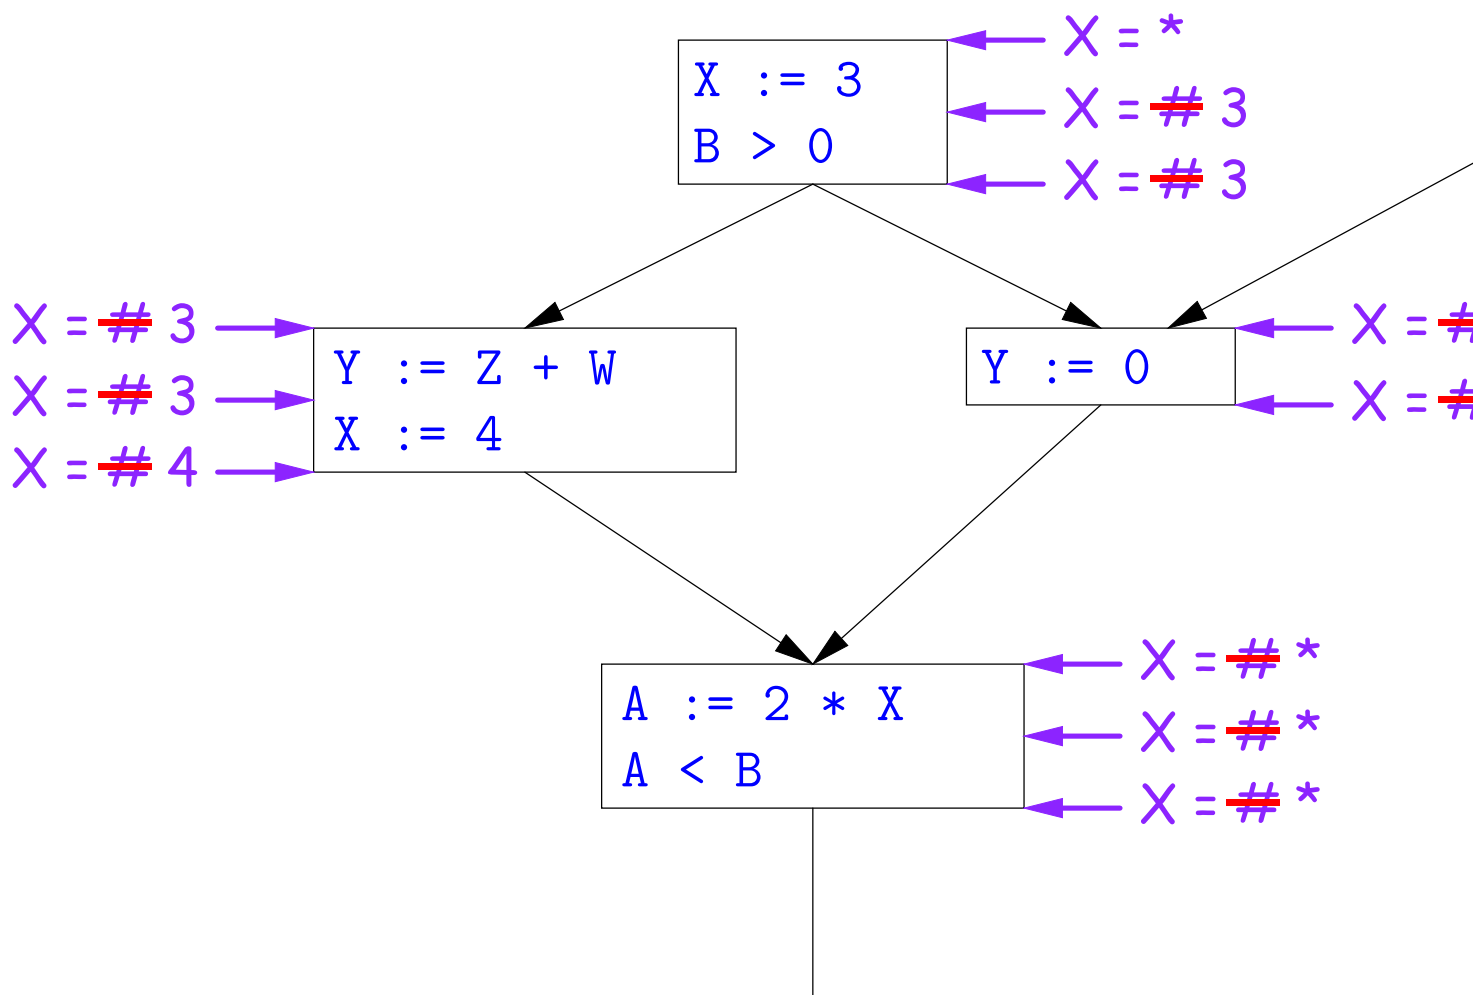 X = *
X := 3
X = # 3
B > 0
X = # 3
X = # 3
X = #
Y := Z + W
Y := 0
X = # 3
X = #
X := 4
X = # 4
X = # *
A := 2 * X
X = # *
A < B
X = # *